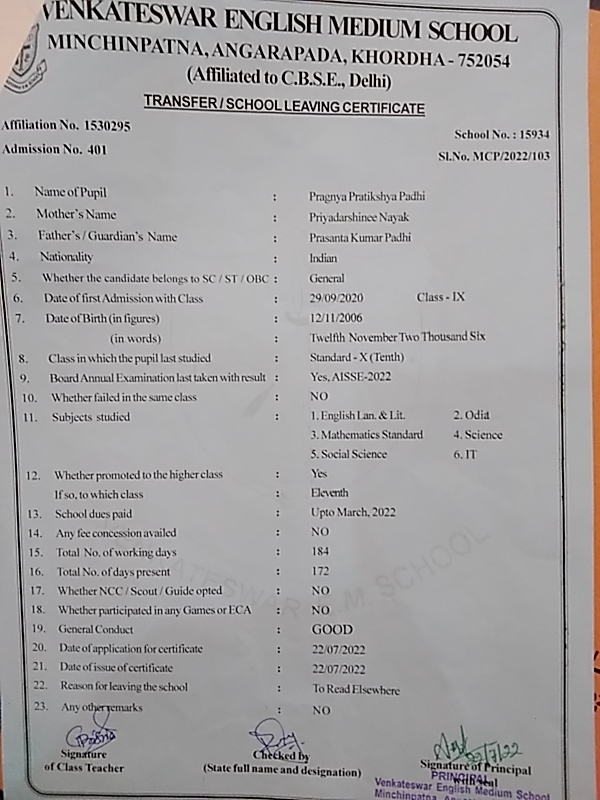 VENKATESWAR ENGLISH MEDIUM SCHOOL
MINCHINPATNA, ANGARAPADA, KHORDHA - 752054
(Affiliated to C.B.S.E., Delhi)
TRANSFER / SCHOOL LEAVING CERTIFICATE
Affiliation No. 1530295
School No. : 15934
Admission No. 401
Sl.No. MCP/2022/103
1. Name of Pupil : Pragnya Pratikshya Padhi
2. Mother's Name : Priyadarshinee Nayak
3. Father's / Guardian's Name : Prasanta Kumar Padhi
4. Nationality : Indian
5. Whether the candidate belongs to SC / ST / OBC : General
6. Date of first Admission with Class : 29/09/2020 Class - IX
7. Date of Birth (in figures) : 12/11/2006
(in words) : Twelfth November Two Thousand Six
8. Class in which the pupil last studied : Standard - X (Tenth)
9. Board Annual Examination last taken with result : Yes, AISSE-2022
10. Whether failed in the same class : NO
11. Subjects studied : 1. English Lan. & Lit. 2. Odia
3. Mathematics Standard 4. Science
5. Social Science 6. IT
12. Whether promoted to the higher class : Yes
If so, to which class : Eleventh
13. School dues paid : Upto March, 2022
14. Any fee concession availed : NO
15. Total No. of working days : 184
16. Total No. of days present : 172
17. Whether NCC / Scout / Guide opted : NO
18. Whether participated in any Games or ECA : NO
19. General Conduct : GOOD
20. Date of application for certificate : 22/07/2022
21. Date of issue of certificate : 22/07/2022
22. Reason for leaving the school : To Read Elsewhere
23. Any other remarks : NO
Signature
of Class Teacher
Checked by
(State full name and designation)
Signature of Principal
with seal
PRINCIPAL
Venkateswar English Medium School
Minchinpatna